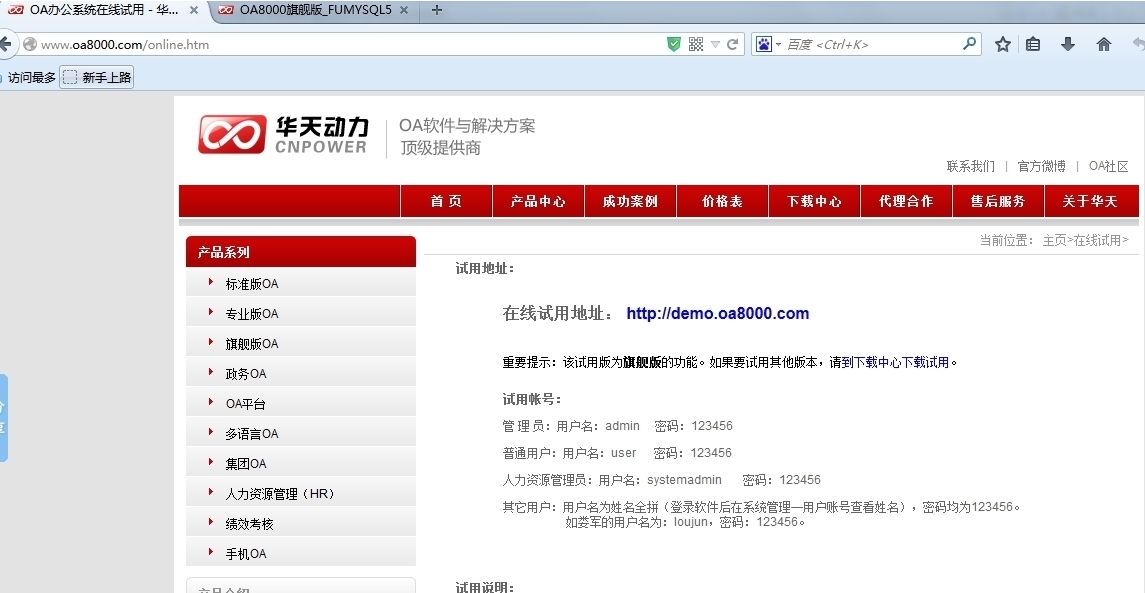 OA办公系统在线试用 - 华...
OA8000旗舰版_FUMYSQL5
www.oa8000.com/online.htm
百度 <Ctrl+K>
访问最多 新手上路
华天动力
CNPOWER
OA软件与解决方案
顶级提供商
联系我们 | 官方微博 | OA社区
首 页 产品中心 成功案例 价格表 下载中心 代理合作 售后服务 关于华天
当前位置： 主页>在线试用>
产品系列
标准版OA
专业版OA
旗舰版OA
政务OA
OA平台
多语言OA
集团OA
人力资源管理（HR）
绩效考核
手机OA
试用地址：
在线试用地址： http://demo.oa8000.com
重要提示：该试用版为旗舰版的功能。如果要试用其他版本，请到下载中心下载试用。
试用帐号：
管 理 员：用户名：admin 密码：123456
普通用户：用户名：user 密码：123456
人力资源管理员：用户名：systemadmin 密码：123456
其它用户：用户名为姓名全拼（登录软件后在系统管理—用户账号查看姓名），密码均为123456。
如娄军的用户名为：loujun，密码：123456。
试用说明：